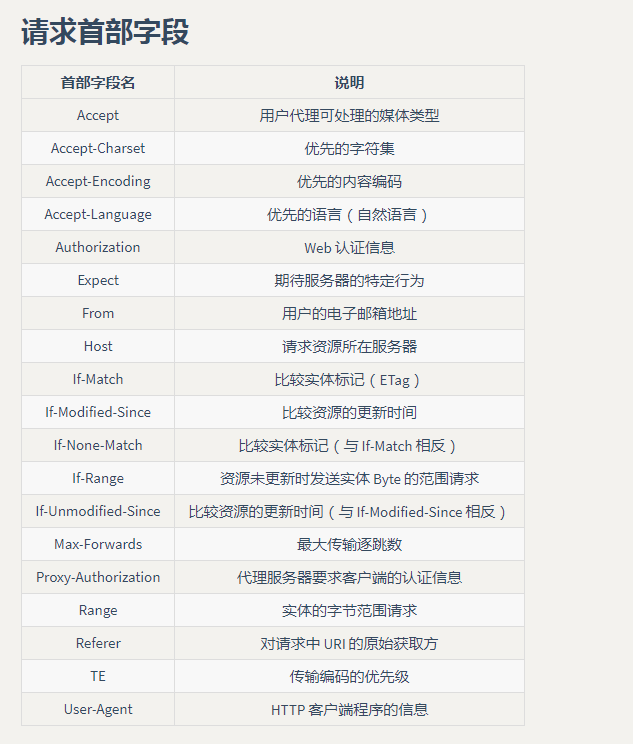 请求首部字段
首部字段名 说明
Accept 用户代理可处理的媒体类型
Accept-Charset 优先的字符集
Accept-Encoding 优先的内容编码
Accept-Language 优先的语言（自然语言）
Authorization Web 认证信息
Expect 期待服务器的特定行为
From 用户的电子邮箱地址
Host 请求资源所在服务器
If-Match 比较实体标记（ETag）
If-Modified-Since 比较资源的更新时间
If-None-Match 比较实体标记（与 If-Match 相反）
If-Range 资源未更新时发送实体 Byte 的范围请求
If-Unmodified-Since 比较资源的更新时间（与 If-Modified-Since 相反）
Max-Forwards 最大传输逐跳数
Proxy-Authorization 代理服务器要求客户端的认证信息
Range 实体的字节范围请求
Referer 对请求中 URI 的原始获取方
TE 传输编码的优先级
User-Agent HTTP 客户端程序的信息